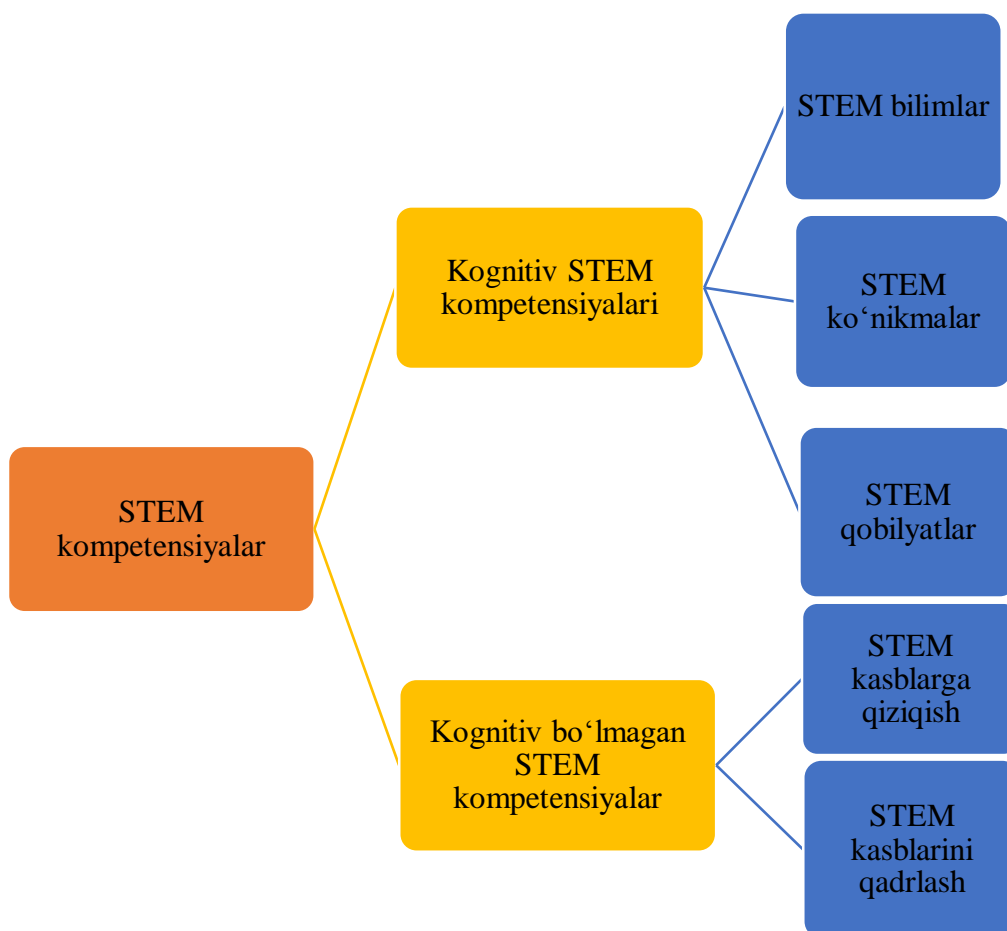 STEM bilimlar
Kognitiv STEM
kompetensiyalari
STEM
ko‘nikmalar
STEM
qobilyatlar
STEM
kompetensiyalar
STEM
kasblarga
qiziqish
Kognitiv bo‘lmagan
STEM
kompetensiyalar
STEM
kasblarini
qadrlash